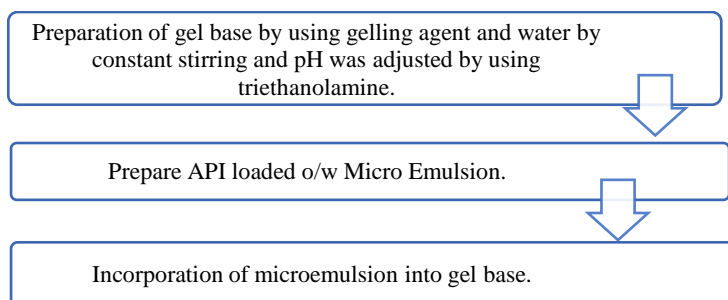 Preparation of gel base by using gelling agent and water by
constant stirring and pH was adjusted by using
triethanolamine.
Prepare API loaded o/w Micro Emulsion.
Incorporation of microemulsion into gel base.